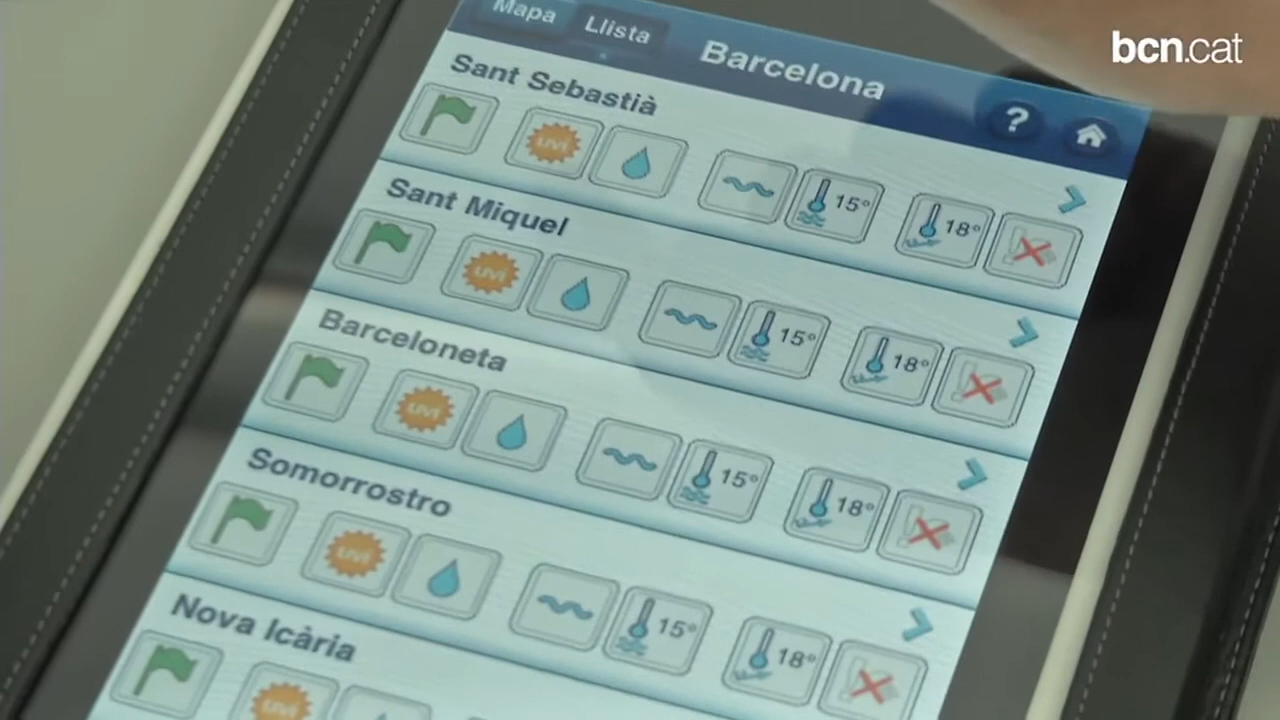 bcn.cat
Mapa Llista Barcelona ?
Sant Sebastià
UVI 15° 18°
Sant Miquel
UVI 15° 18°
Barceloneta
UVI 15° 18°
Somorrostro
UVI 15° 18°
Nova Icària
UVI